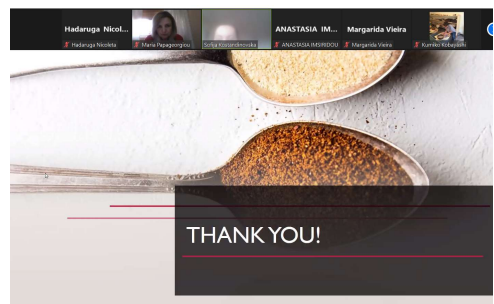 Hadaruga Nicol... ANASTASIA IM... Margarida Vieira
Hadaruga Nicoleta Maria Papageorgiou Sonja Kostandinovska ANASTASIA IMSIRIDOU Margarida Vieira Kumiko Kobayashi
THANK YOU!